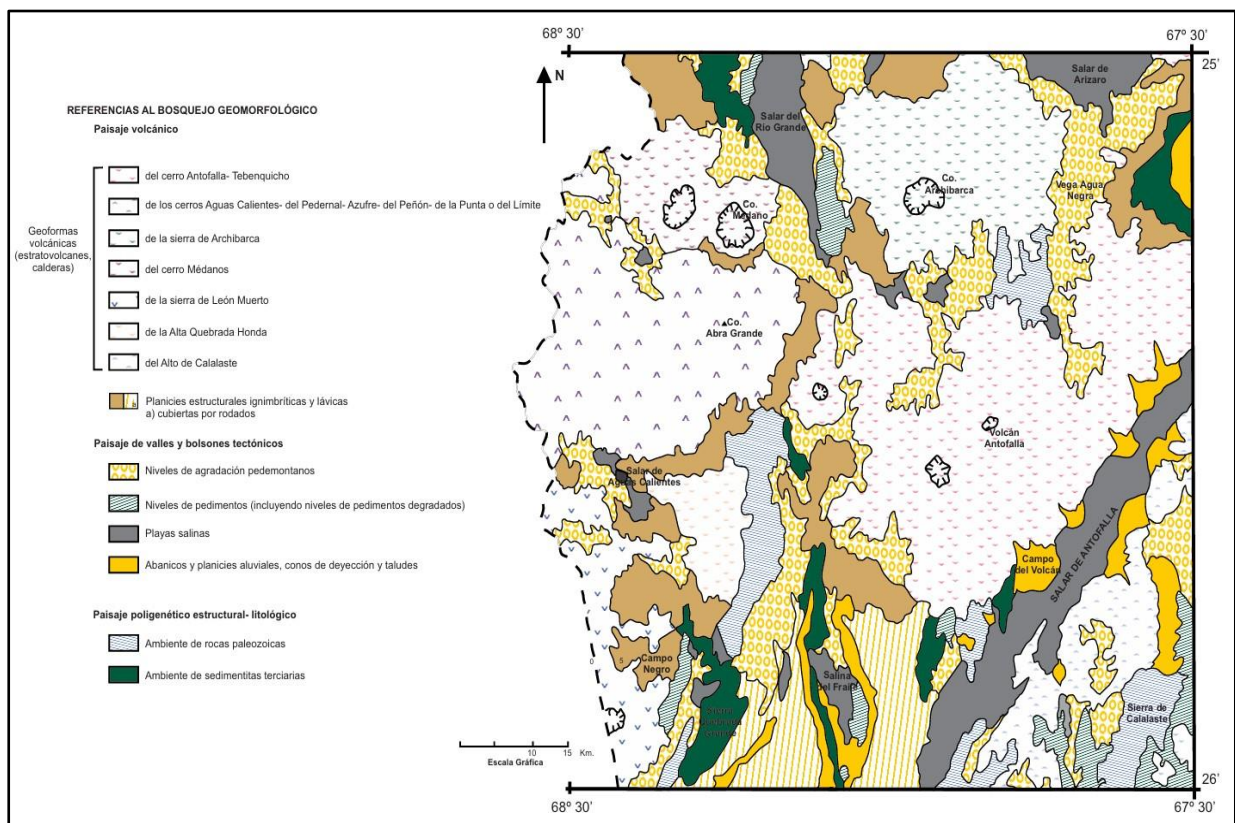 68º 30'
67º 30'
25'
N
REFERENCIAS AL BOSQUEJO GEOMORFOLÓGICO
Paisaje volcánico
Geoformas
volcánicas
(estratovolcanes,
calderas)
del cerro Antofalla- Tebenquicho
de los cerros Aguas Calientes- del Pedernal- Azufre- del Peñón- de la Punta o del Límite
de la sierra de Archibarca
del cerro Médanos
de la sierra de León Muerto
de la Alta Quebrada Honda
del Alto de Calalaste
Planicies estructurales ignimbríticas y lávicas
a) cubiertas por rodados
a
Paisaje de valles y bolsones tectónicos
Niveles de agradación pedemontanos
Niveles de pedimentos (incluyendo niveles de pedimentos degradados)
Playas salinas
Abanicos y planicies aluviales, conos de deyección y taludes
Paisaje poligenético estructural- litológico
Ambiente de rocas paleozoicas
Ambiente de sedimentitas terciarias
Salar de
Arizaro
Salar del
Río Grande
Co.
Archibarca
Vega Agua
Negra
Co.
Médano
Co.
Abra Grande
Volcán
Antofalla
Salar de
Aguas Calientes
Campo
del Volcán
SALAR DE ANTOFALLA
Campo
Negro
0 5
Salina
del Fraile
Sierra
Sierra de
Calalaste
10 15 Km.
Escala Gráfica
26'
68º 30'
67º 30'